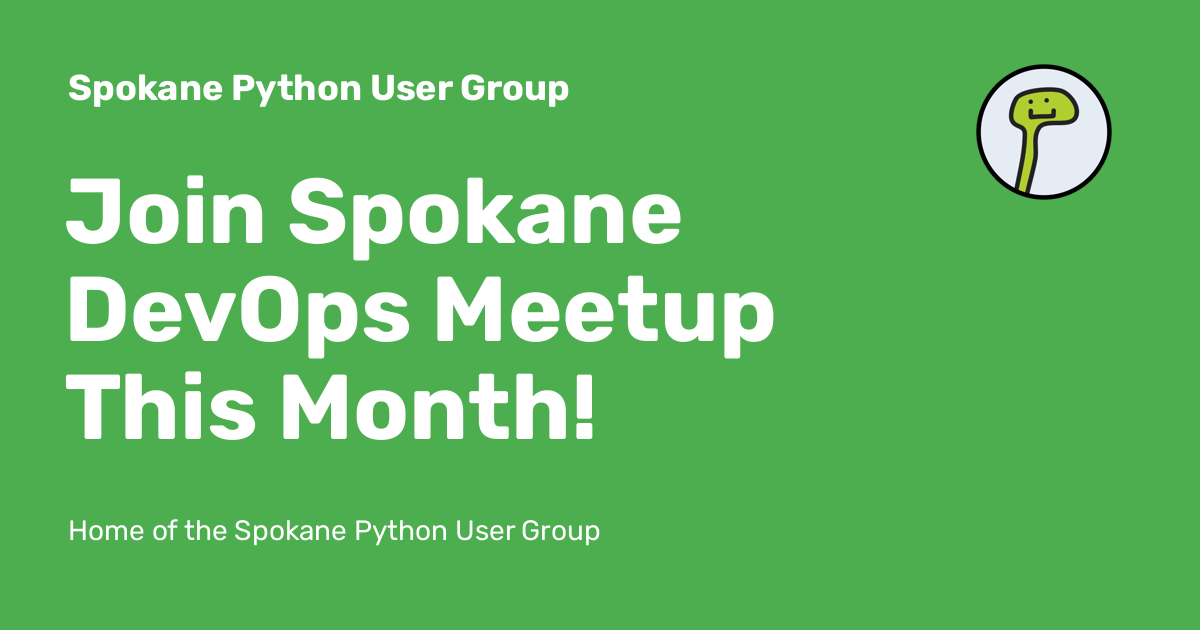 Spokane Python User Group
Join Spokane
DevOps Meetup
This Month!
Home of the Spokane Python User Group